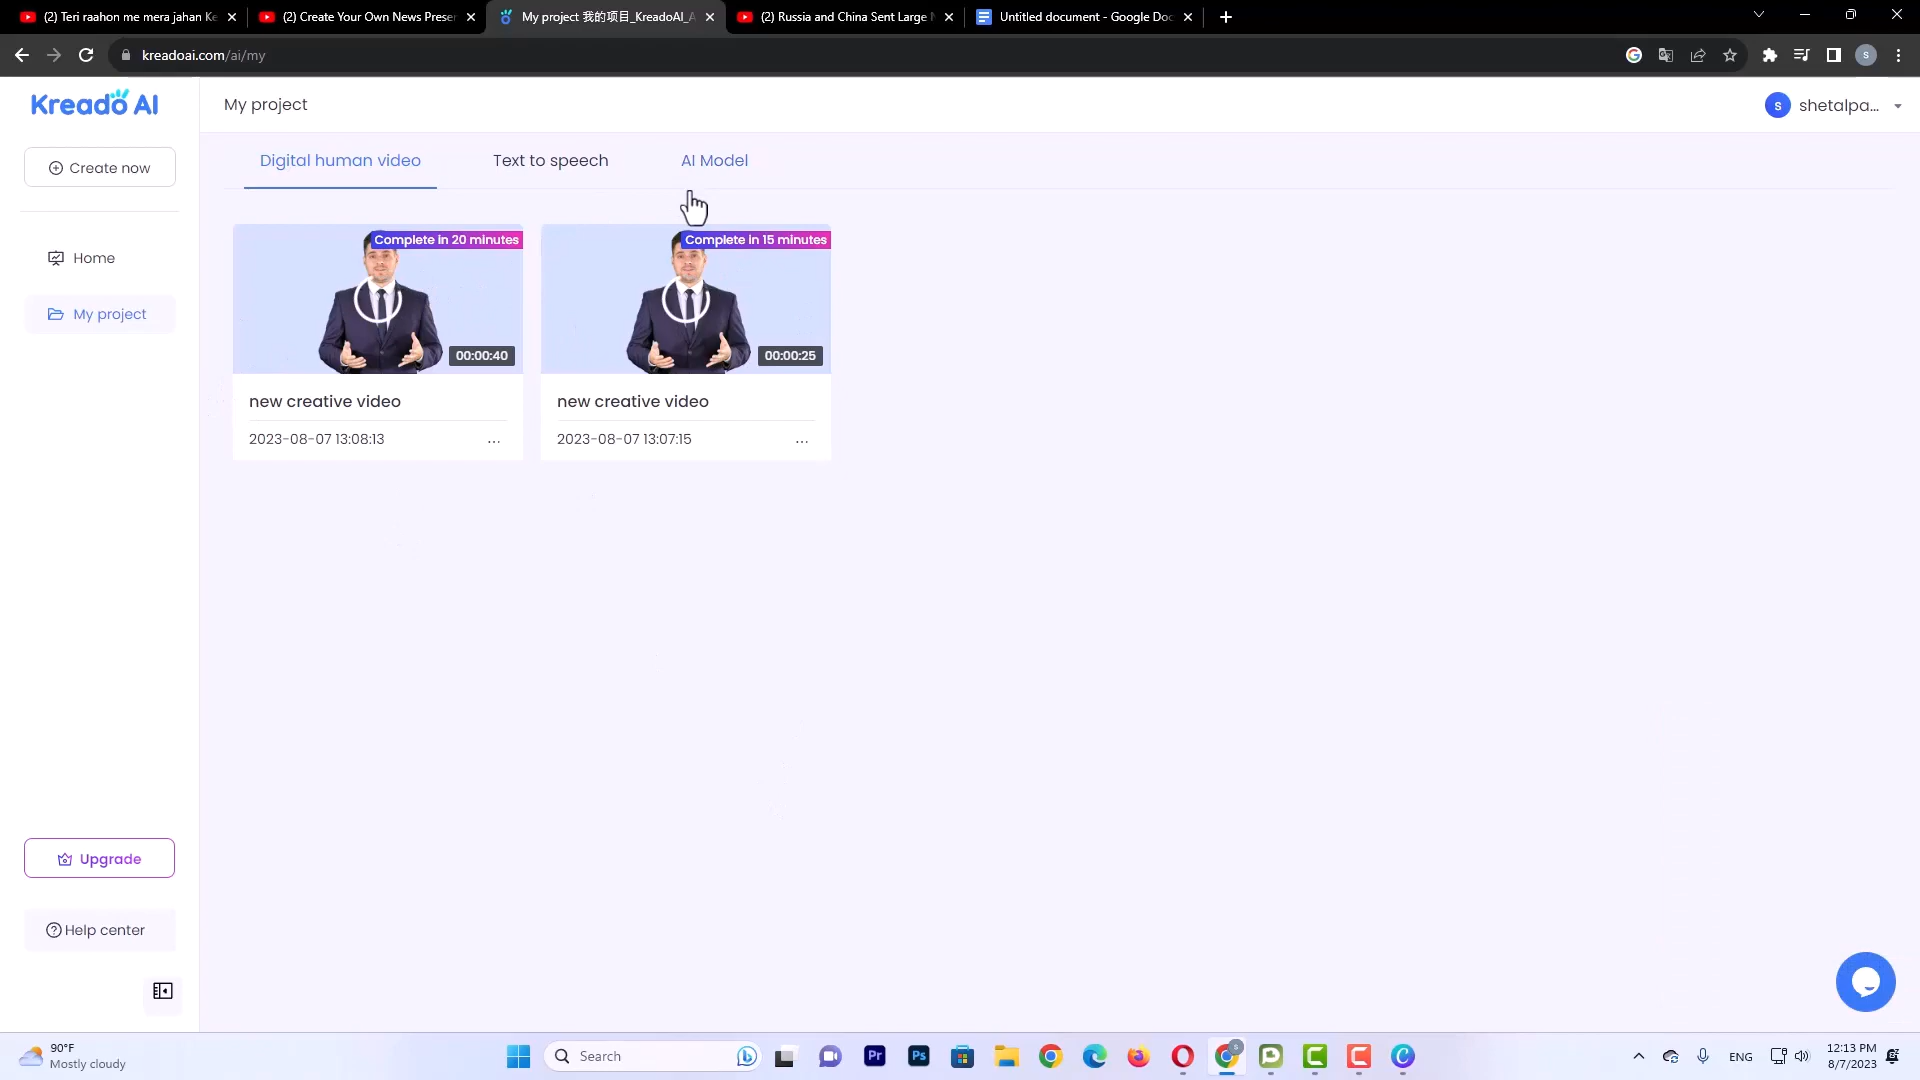 (2) Teri raahon me mera jahan Ke
(2) Create Your Own News Presen
My project 我的项目_KreadoAI_A
(2) Russia and China Sent Large N
Untitled document - Google Doc
kreadoai.com/ai/my
S
Kreado AI
My project
s
shetalpa...
Create now
Digital human video
Text to speech
AI Model
Home
My project
Complete in 20 minutes
Complete in 15 minutes
00:00:40
00:00:25
new creative video
new creative video
2023-08-07 13:08:13
...
2023-08-07 13:07:15
...
Upgrade
Help center
90°F
Mostly cloudy
Search
Pr
Ps
ENG
12:13 PM
8/7/2023